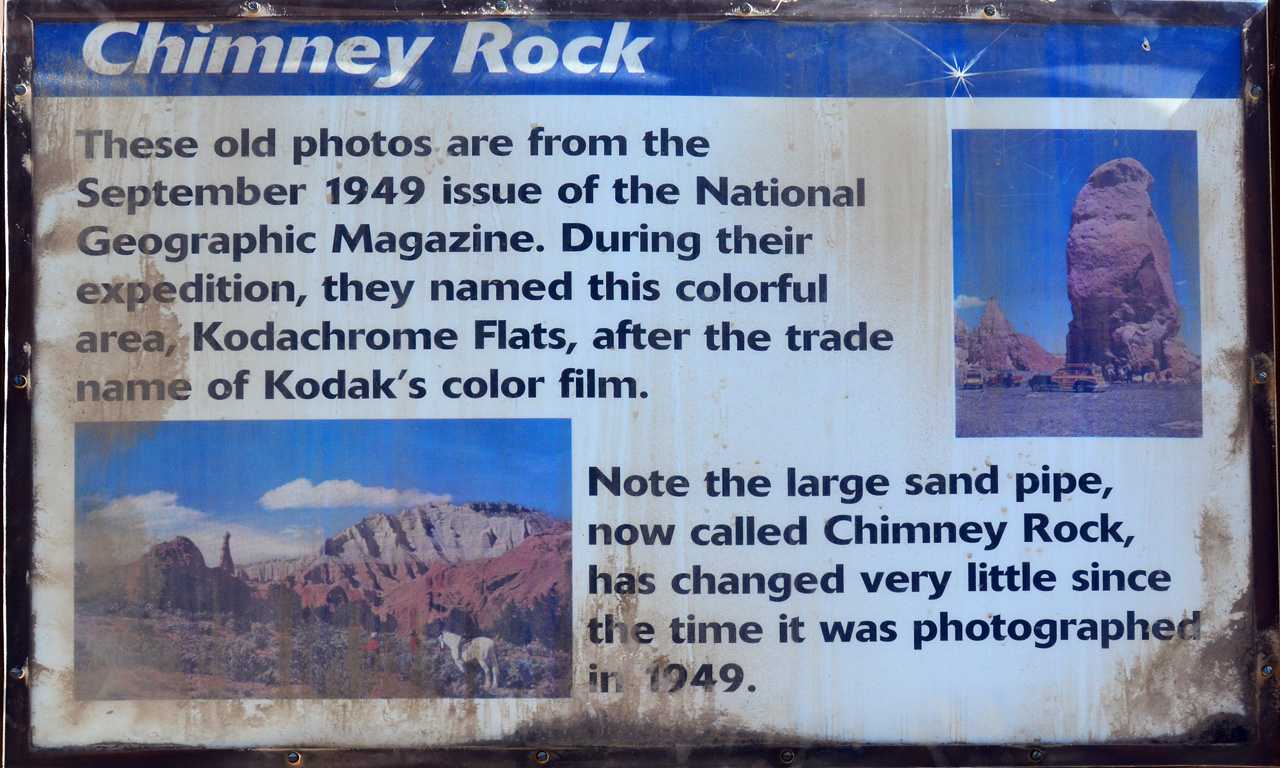 Chimney Rock
These old photos are from the
September 1949 issue of the National
Geographic Magazine. During their
expedition, they named this colorful
area, Kodachrome Flats, after the trade
name of Kodak's color film.
Note the large sand pipe,
now called Chimney Rock,
has changed very little since
the time it was photographed
in 1949.